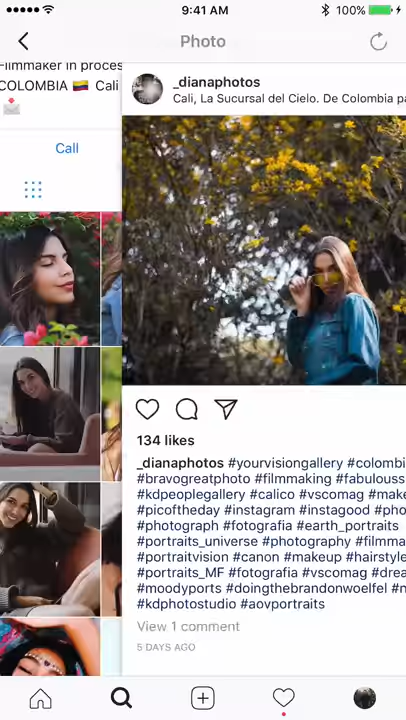 9:41 AM
100%
Photo
Filmmaker in proces
COLOMBIA 🇨🇴 Cali
📩
Call
_dianaphotos
Cali, La Sucursal del Cielo. De Colombia pa
134 likes
_dianaphotos #yourvisiongallery #colombi
#bravogreatphoto #filmmaking #fabulouss
#kdpeoplegallery #calico #vscomag #make
#picoftheday #instagram #instagood #pho
#photograph #fotografia #earth_portraits
#portraits_universe #photography #filmma
#portraitvision #canon #makeup #hairstyle
#portraits_MF #fotografia #vscomag #drea
#moodyports #doingthebrandonwoelfel #n
#kdphotostudio #aovportraits
View 1 comment
5 DAYS AGO